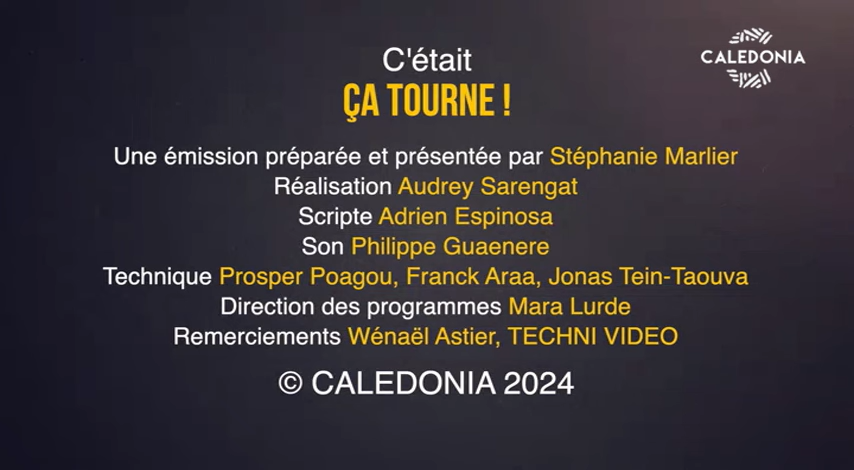 C'était
CALEDONIA
ÇA TOURNE !
Une émission préparée et présentée par Stéphanie Marlier
Réalisation Audrey Sarengat
Scripte Adrien Espinosa
Son Philippe Guaenere
Technique Prosper Poagou, Franck Araa, Jonas Tein-Taouva
Direction des programmes Mara Lurde
Remerciements Wénaël Astier, TECHNI VIDEO
© CALEDONIA 2024